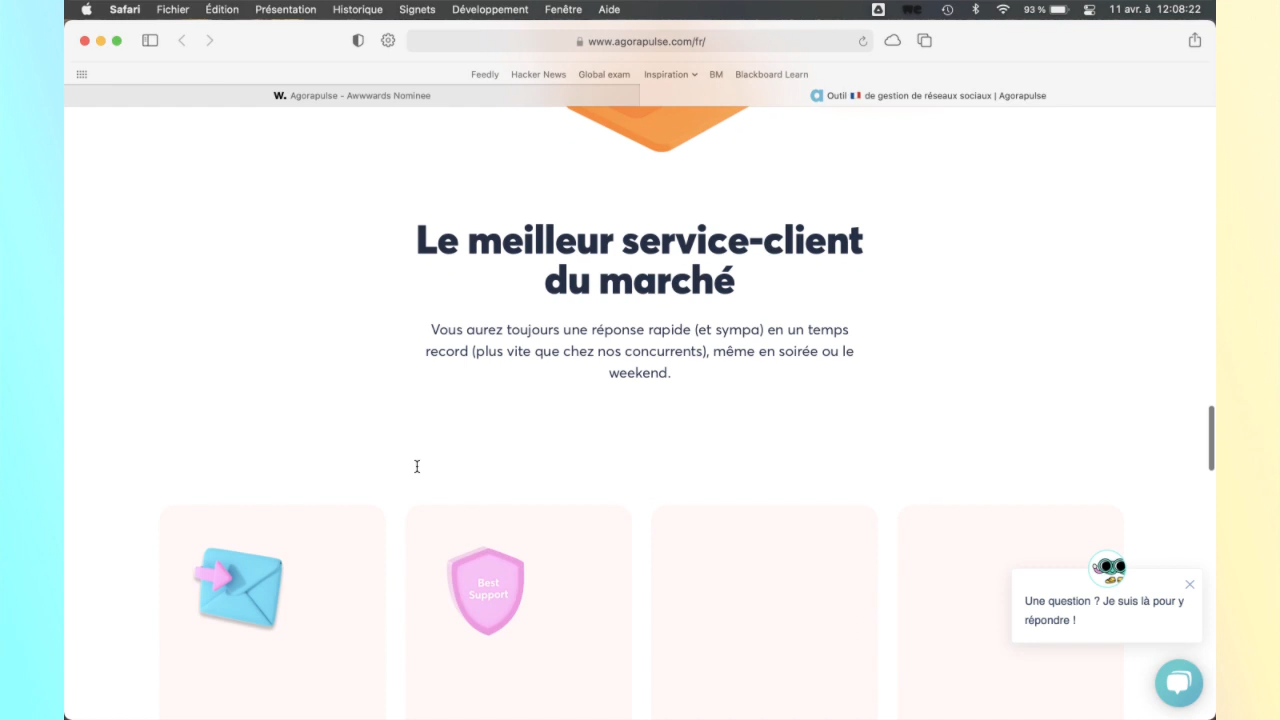 Safari Fichier Édition Présentation Historique Signets Développement Fenêtre Aide 93 % 11 avr. à 12:08:22
www.agorapulse.com/fr/
Feedly Hacker News Global exam Inspiration BM Blackboard Learn
W. Agorapulse - Awwwards Nominee
Outil 🇫🇷 de gestion de réseaux sociaux | Agorapulse
Le meilleur service-client
du marché
Vous aurez toujours une réponse rapide (et sympa) en un temps
record (plus vite que chez nos concurrents), même en soirée ou le
weekend.
Best
Support
Une question ? Je suis là pour y
répondre !